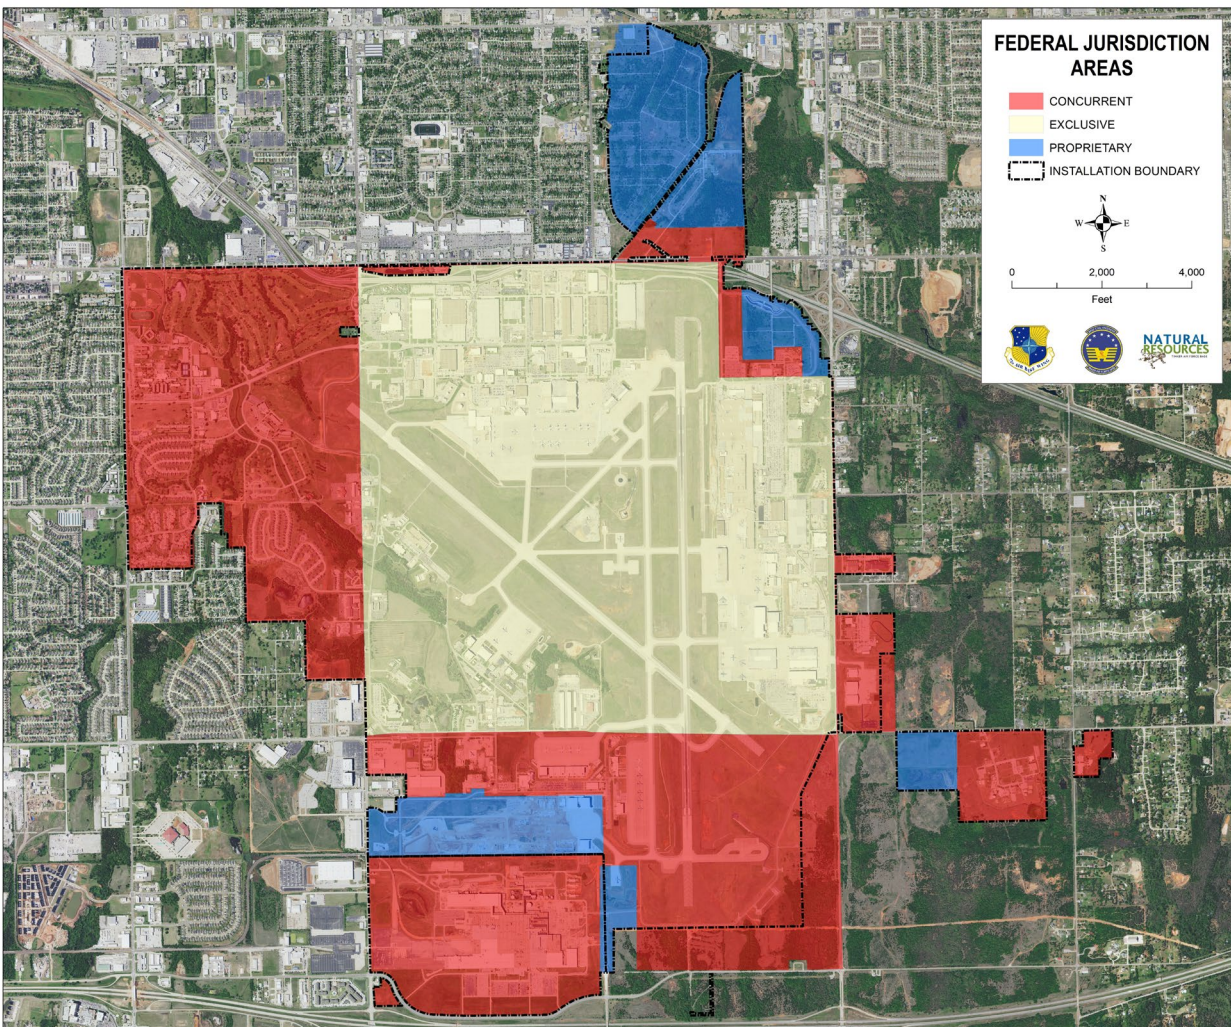 FEDERAL JURISDICTION
AREAS
CONCURRENT
EXCLUSIVE
PROPRIETARY
INSTALLATION BOUNDARY
N
W E
S
0 2,000 4,000
Feet
NATURAL
RESOURCES